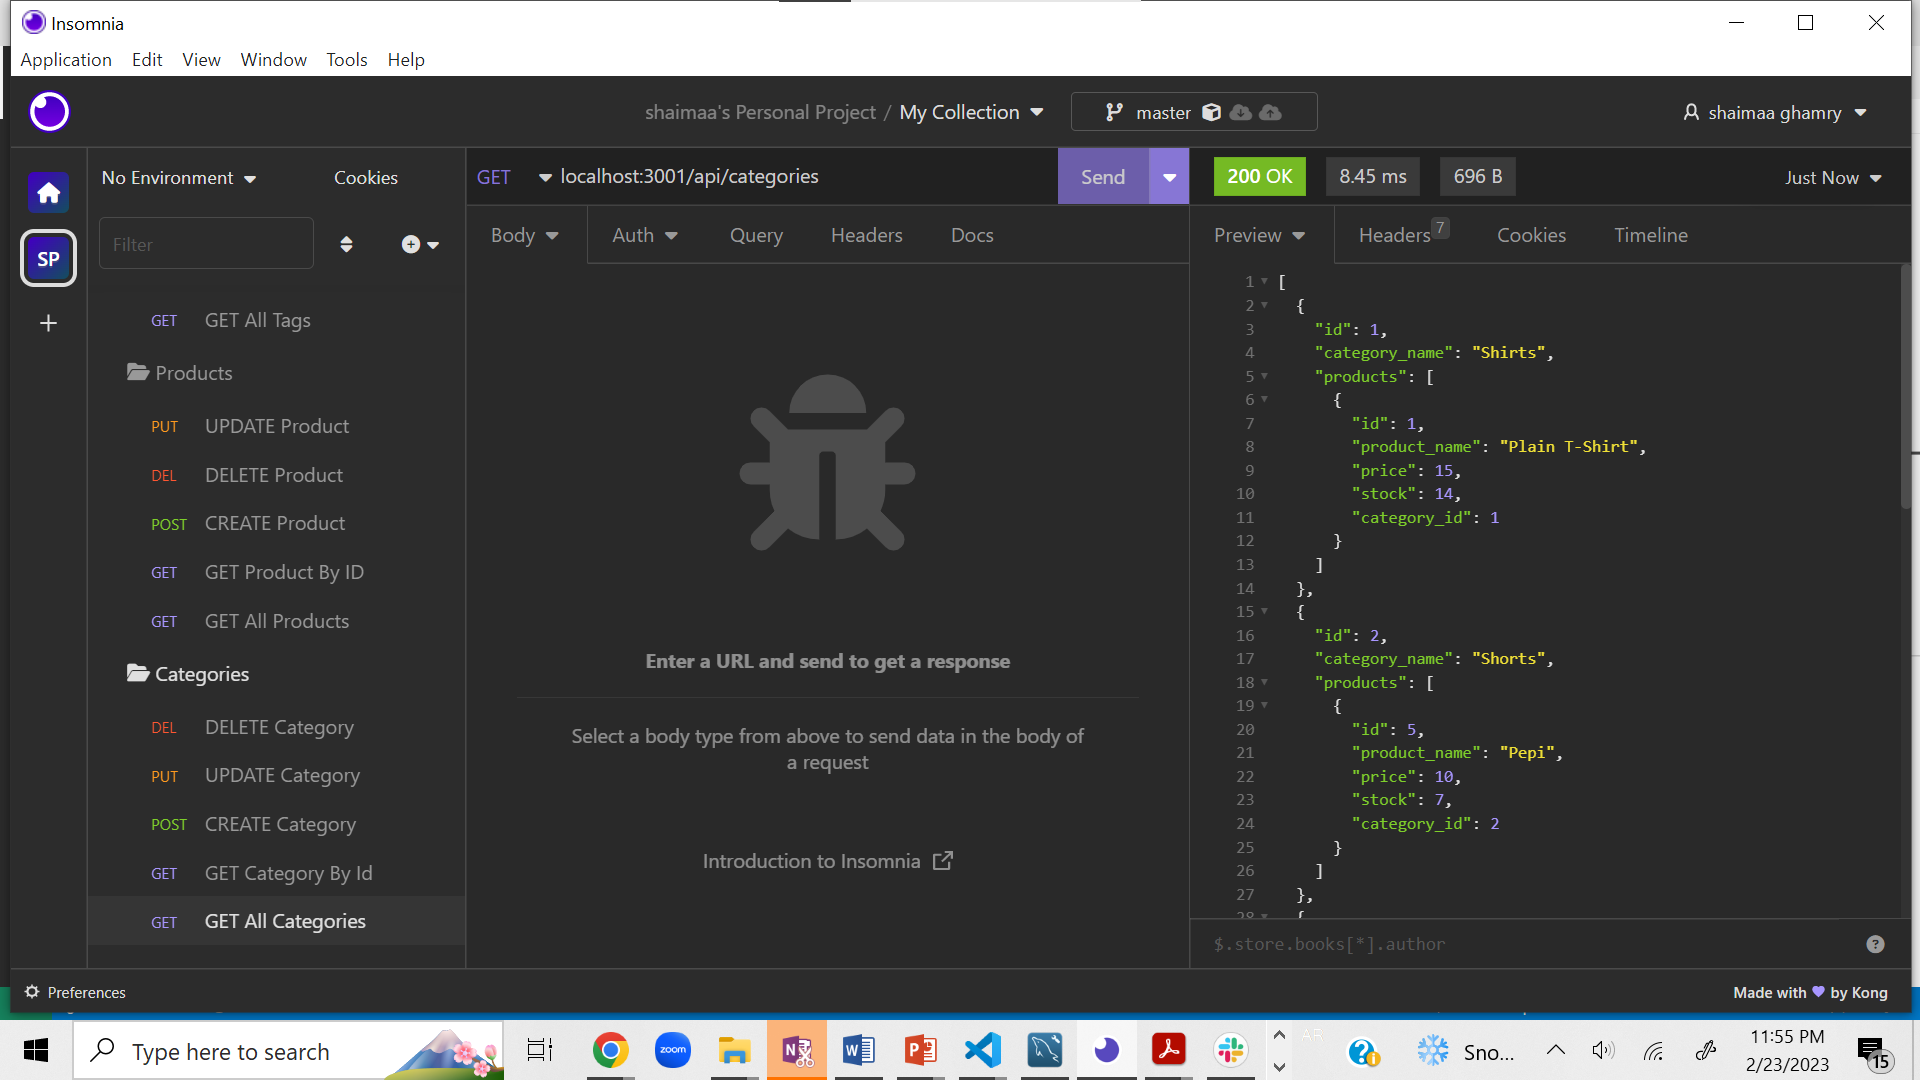 Insomnia
Application Edit View Window Tools Help
shaimaa's Personal Project / My Collection
master
shaimaa ghamry
No Environment
Cookies
GET localhost:3001/api/categories
Send
200 OK
8.45 ms
696 B
Just Now
Filter
SP
Body
Auth
Query
Headers
Docs
Preview
Headers 7
Cookies
Timeline
GET GET All Tags
Products
PUT UPDATE Product
DEL DELETE Product
POST CREATE Product
GET GET Product By ID
GET GET All Products
Categories
DEL DELETE Category
PUT UPDATE Category
POST CREATE Category
GET GET Category By Id
GET GET All Categories
Enter a URL and send to get a response
Select a body type from above to send data in the body of
a request
Introduction to Insomnia
1 [
2 {
3 "id": 1,
4 "category_name": "Shirts",
5 "products": [
6 {
7 "id": 1,
8 "product_name": "Plain T-Shirt",
9 "price": 15,
10 "stock": 14,
11 "category_id": 1
12 }
13 ]
14 },
15 {
16 "id": 2,
17 "category_name": "Shorts",
18 "products": [
19 {
20 "id": 5,
21 "product_name": "Pepi",
22 "price": 10,
23 "stock": 7,
24 "category_id": 2
25 }
26 ]
27 },
28 {
$.store.books[*].author
Preferences
Made with by Kong
Type here to search
zoom
Sno...
11:55 PM
2/23/2023
15